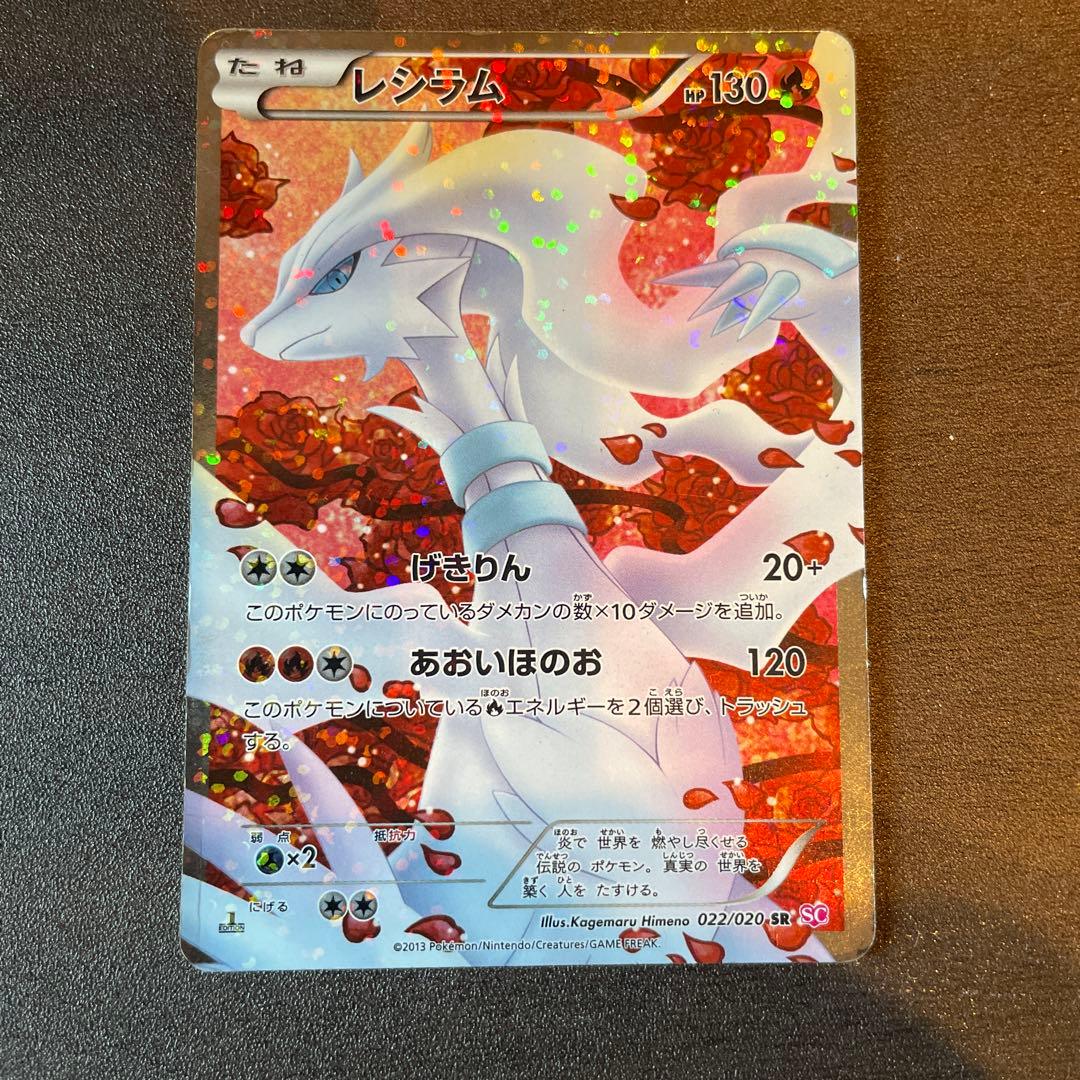 たね レシラム HP130
げきりん 20+
このポケモンにのっているダメカンの数×10ダメージを追加。
あおいほのお 120
このポケモンについているエネルギーを2個選び、トラッシュ
する。
弱点 抵抗力
×2
にげる
炎で 世界を 燃やし尽くせる
伝説の ポケモン。真実の 世界を
築く 人を たすける。
Illus.Kagemaru Himeno 022/020 SR SC
1 EDITION
©2013 Pokémon/Nintendo/Creatures/GAME FREAK.